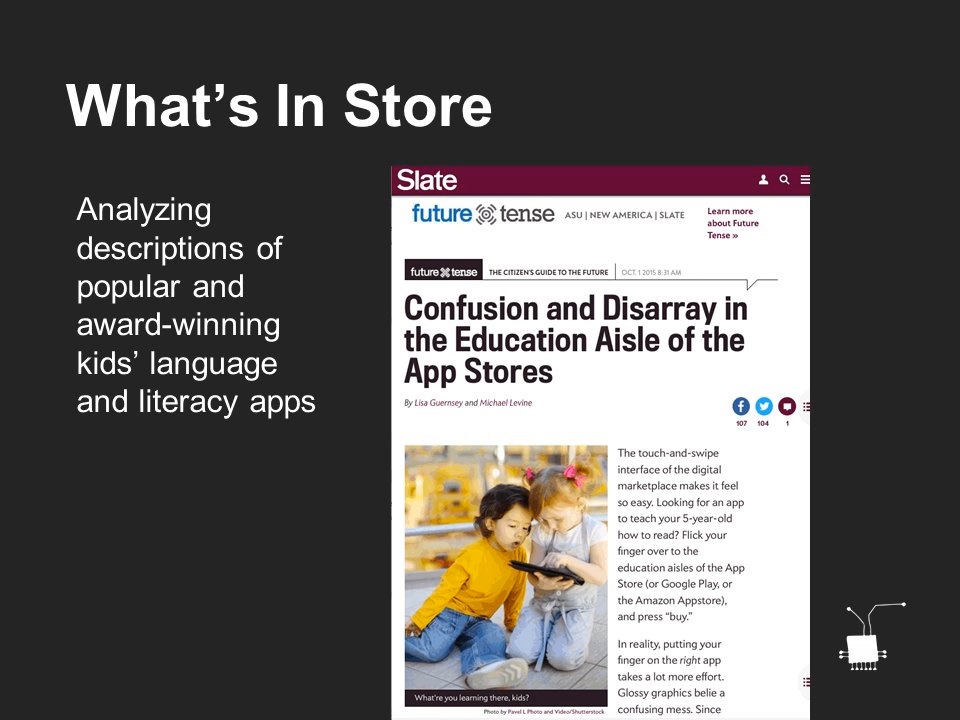 What's In Store
Analyzing
descriptions of
popular and
award-winning
kids' language
and literacy apps
Slate
future tense ASU | NEW AMERICA | SLATE
Learn more
about Future
Tense »
future tense THE CITIZEN'S GUIDE TO THE FUTURE OCT. 1 2015 8:31 AM
Confusion and Disarray in
the Education Aisle of the
App Stores
By Lisa Guernsey and Michael Levine
107 104 1
The touch-and-swipe
interface of the digital
marketplace makes it feel
so easy. Looking for an app
to teach your 5-year-old
how to read? Flick your
finger over to the
education aisles of the App
Store (or Google Play, or
the Amazon Appstore),
and press “buy.”
In reality, putting your
finger on the right app
takes a lot more effort.
Glossy graphics belie a
confusing mess. Since
What're you learning there, kids?
Photo by Pavel L Photo and Video/Shutterstock